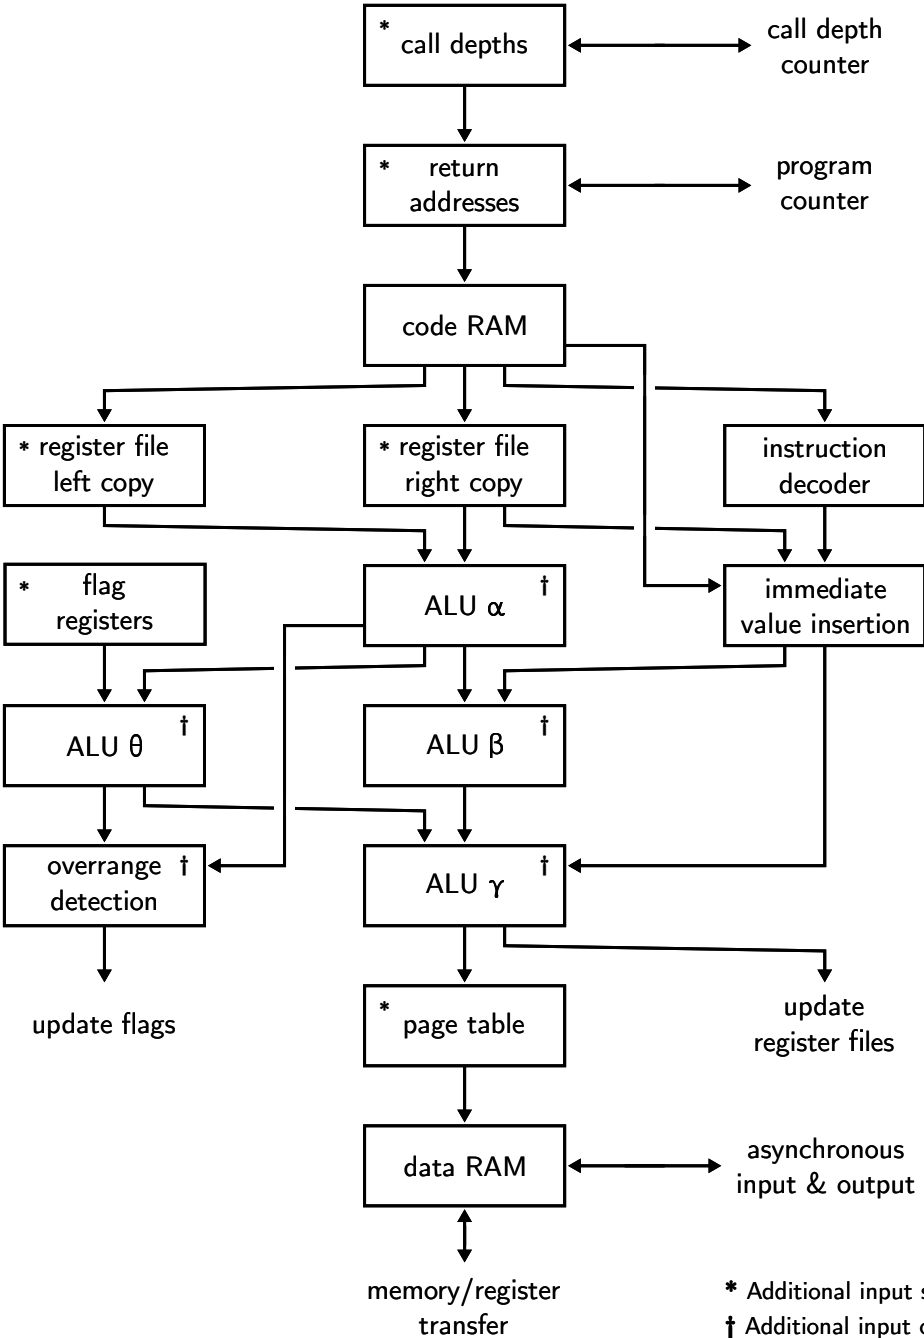 * call depths
call depth
counter
* return
addresses
program
counter
code RAM
* register file
left copy
* register file
right copy
instruction
decoder
* flag
registers
ALU α †
immediate
value insertion
ALU θ †
ALU β †
overrange †
detection
ALU γ †
update flags
* page table
update
register files
data RAM
asynchronous
input & output
memory/register
transfer
* Additional input
† Additional input